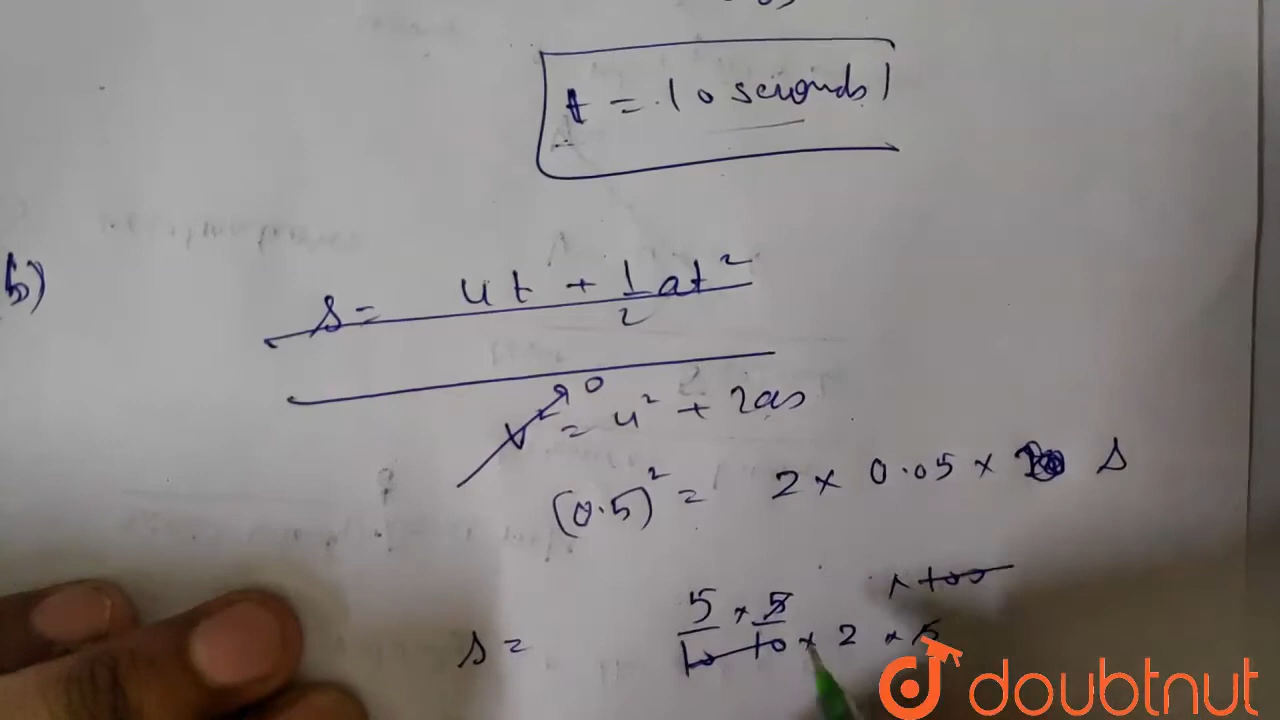 t = 10 seconds
b)
s = ut + 1/2 at²
v² = u² + 2as
0
(0.5)² = 2 × 0.05 × s
× 100
s = 5 × 5 / 10 10 × 2 × 5
doubtnut